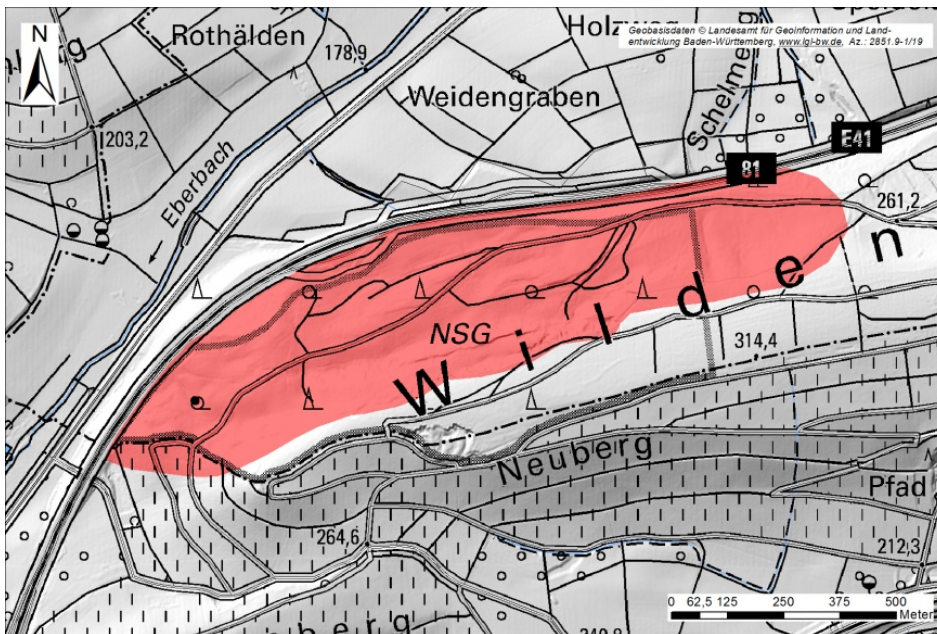 N
Rothälden
Holzweg
Geobasisdaten © Landesamt für Geoinformation und Land-
entwicklung Baden-Württemberg, www.lgl-bw.de, Az.: 2851.9-1/19
178,9
Weidengraben
Schelmen
203,2
Eberbach
81
E41
261,2
Wilden
NSG
314,4
Neuberg
Pfad
264,6
212,3
0 62,5 125 250 375 500
Meter